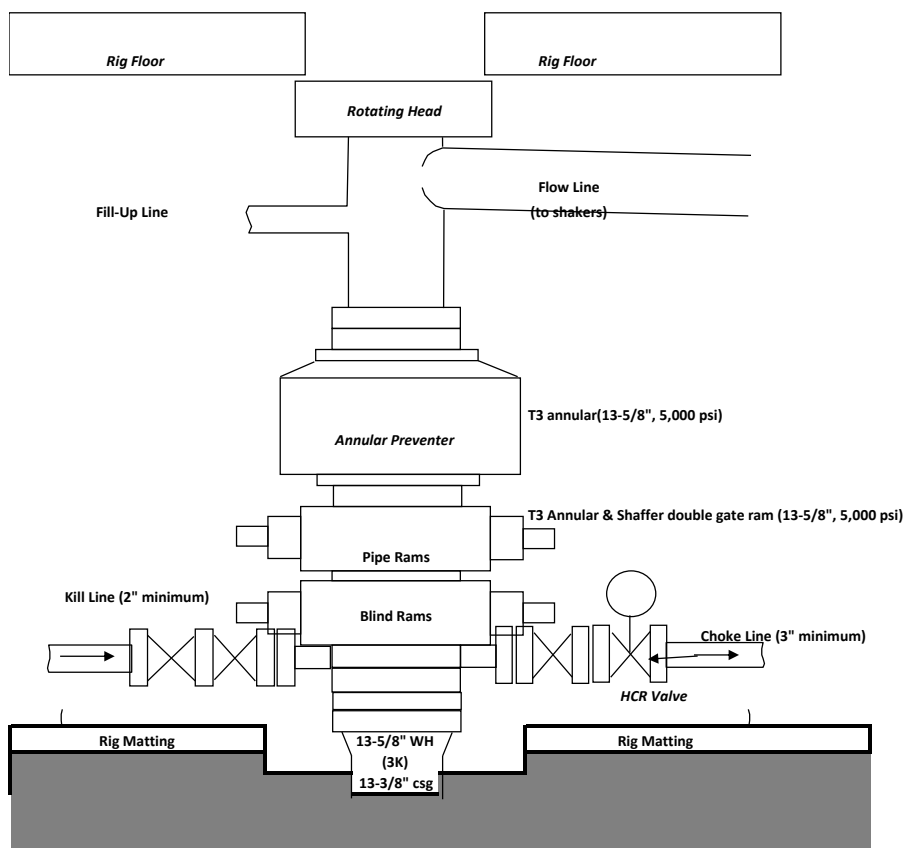 Rig Floor
Rig Floor
Rotating Head
Flow Line
(to shakers)
Fill-Up Line
T3 annular(13-5/8", 5,000 psi)
Annular Preventer
T3 Annular & Shaffer double gate ram (13-5/8", 5,000 psi)
Pipe Rams
Kill Line (2" minimum)
Blind Rams
Choke Line (3" minimum)
HCR Valve
Rig Matting
13-5/8" WH
(3K)
13-3/8" csg
Rig Matting